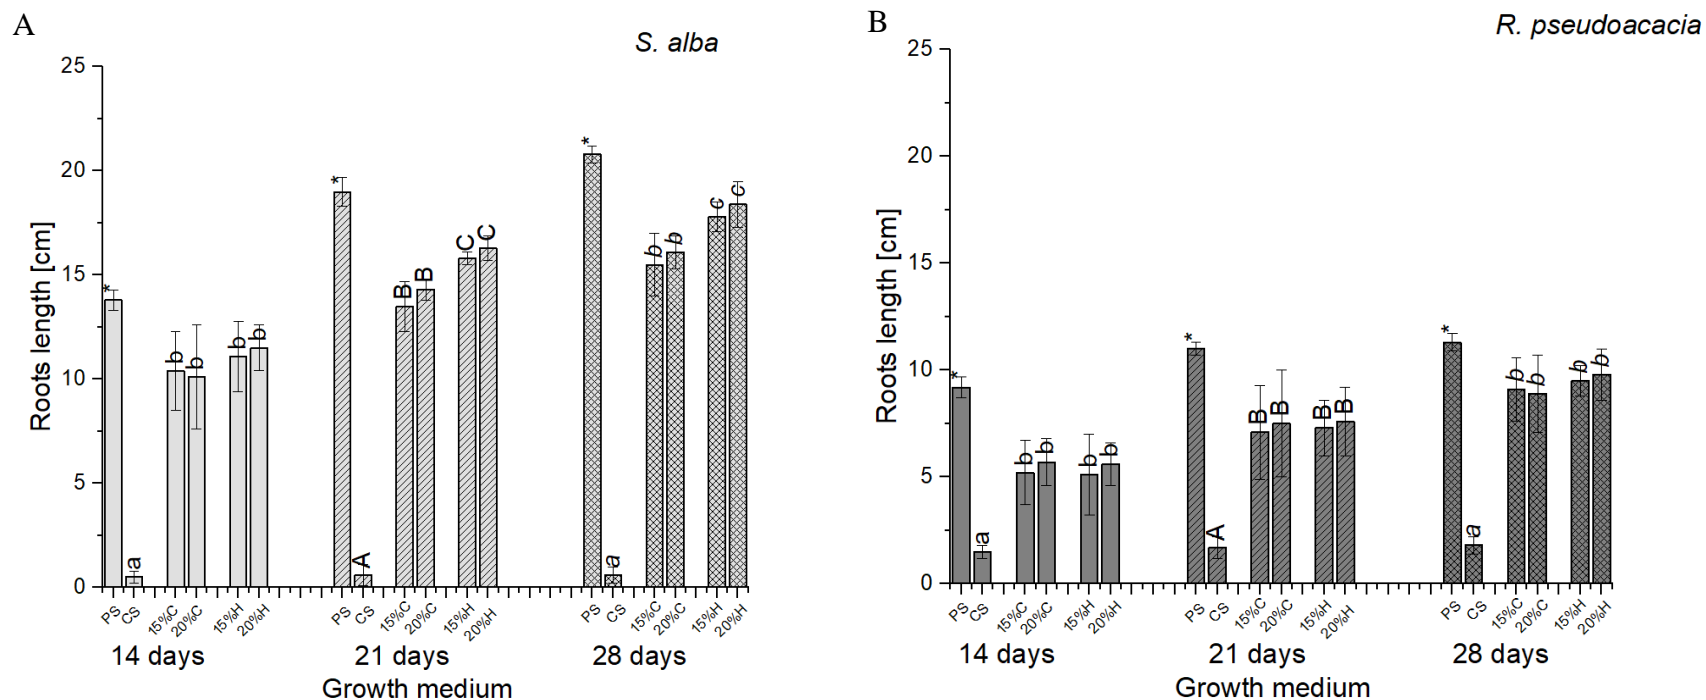 A
S. alba
Roots length [cm]
25
20
15
10
5
0
* a b b b b
* A B B C C
* a b b c c
PS CS 15%C 20%C 15%H 20%H
PS CS 15%C 20%C 15%H 20%H
PS CS 15%C 20%C 15%H 20%H
14 days 21 days 28 days
Growth medium
B
R. pseudoacacia
Roots length [cm]
25
20
15
10
5
0
* a b b b b
* A B B B B
* a b b b b
PS CS 15%C 20%C 15%H 20%H
PS CS 15%C 20%C 15%H 20%H
PS CS 15%C 20%C 15%H 20%H
14 days 21 days 28 days
Growth medium